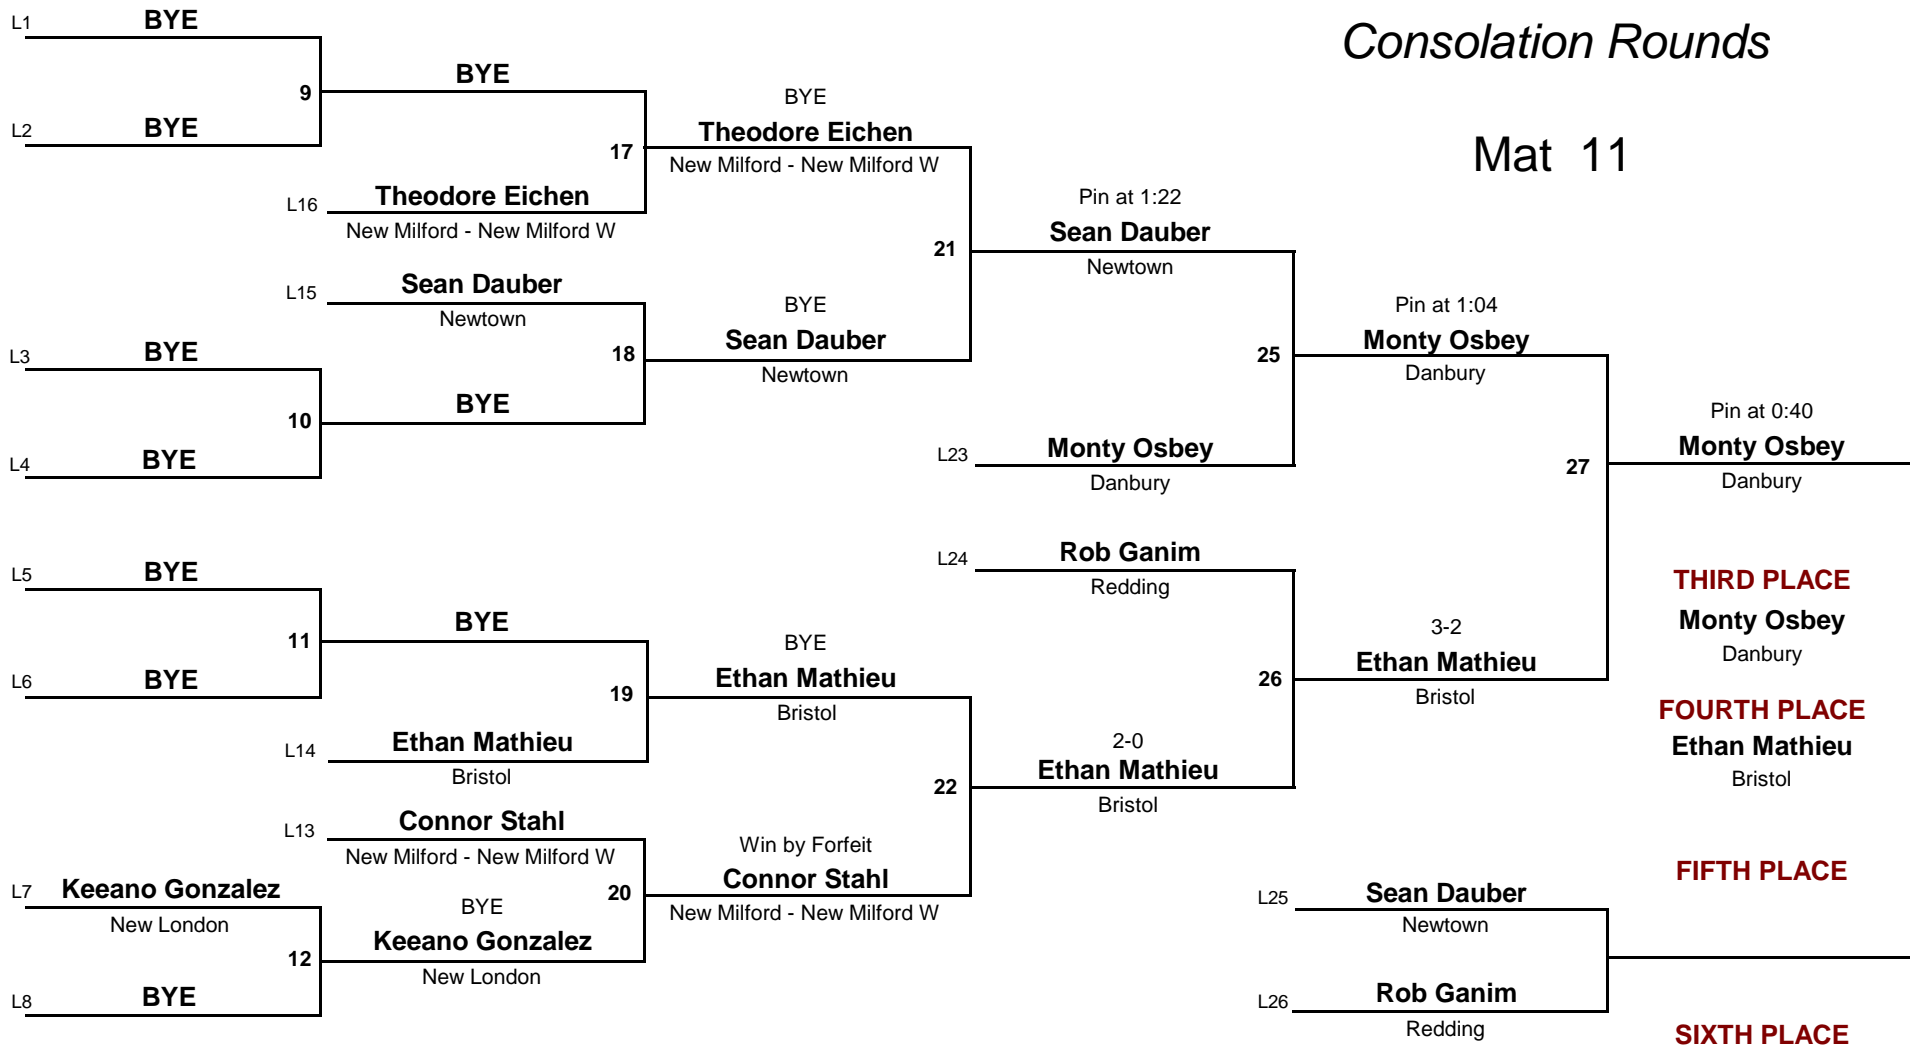 Consolation Rounds
Mat 11
L1 BYE
9
L2 BYE
BYE
17
L16 Theodore Eichen
New Milford - New Milford W
BYE
Theodore Eichen
New Milford - New Milford W
L15 Sean Dauber
Newtown
L3 BYE
10
L4 BYE
18
BYE
BYE
Sean Dauber
Newtown
21
Pin at 1:22
Sean Dauber
Newtown
25
L23 Monty Osbey
Danbury
Pin at 1:04
Monty Osbey
Danbury
27
Pin at 0:40
Monty Osbey
Danbury
L5 BYE
11
L6 BYE
BYE
19
L14 Ethan Mathieu
Bristol
BYE
Ethan Mathieu
Bristol
L13 Connor Stahl
New Milford - New Milford W
L7 Keeano Gonzalez
New London
12
L8 BYE
BYE
Keeano Gonzalez
New London
20
Win by Forfeit
Connor Stahl
New Milford - New Milford W
22
L24 Rob Ganim
Redding
26
2-0
Ethan Mathieu
Bristol
3-2
Ethan Mathieu
Bristol
THIRD PLACE
Monty Osbey
Danbury
FOURTH PLACE
Ethan Mathieu
Bristol
FIFTH PLACE
L25 Sean Dauber
Newtown
L26 Rob Ganim
Redding
SIXTH PLACE